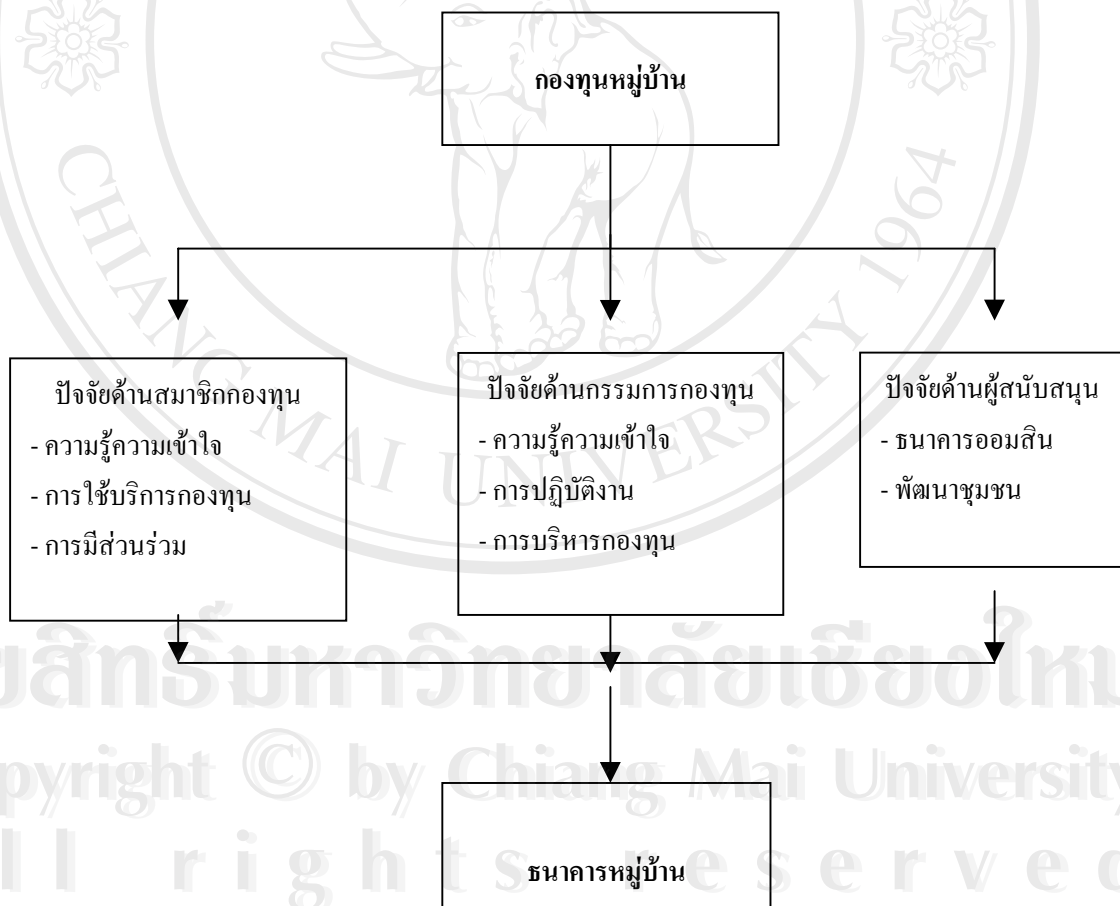 กองทุนหมู่บ้าน
CHIANG MAI UNIVERSITY 1964
ปัจจัยด้านสมาชิกกองทุน
- ความรู้ความเข้าใจ
- การใช้บริการกองทุน
- การมีส่วนร่วม
ปัจจัยด้านกรรมการกองทุน
- ความรู้ความเข้าใจ
- การปฏิบัติงาน
- การบริหารกองทุน
ปัจจัยด้านผู้สนับสนุน
- ธนาคารออมสิน
- พัฒนาชุมชน
สิทธิ์มหาวิทยาลัยเชียงให
pyright © by Chiang Mai University
ll rights reserved
ธนาคารหมู่บ้าน